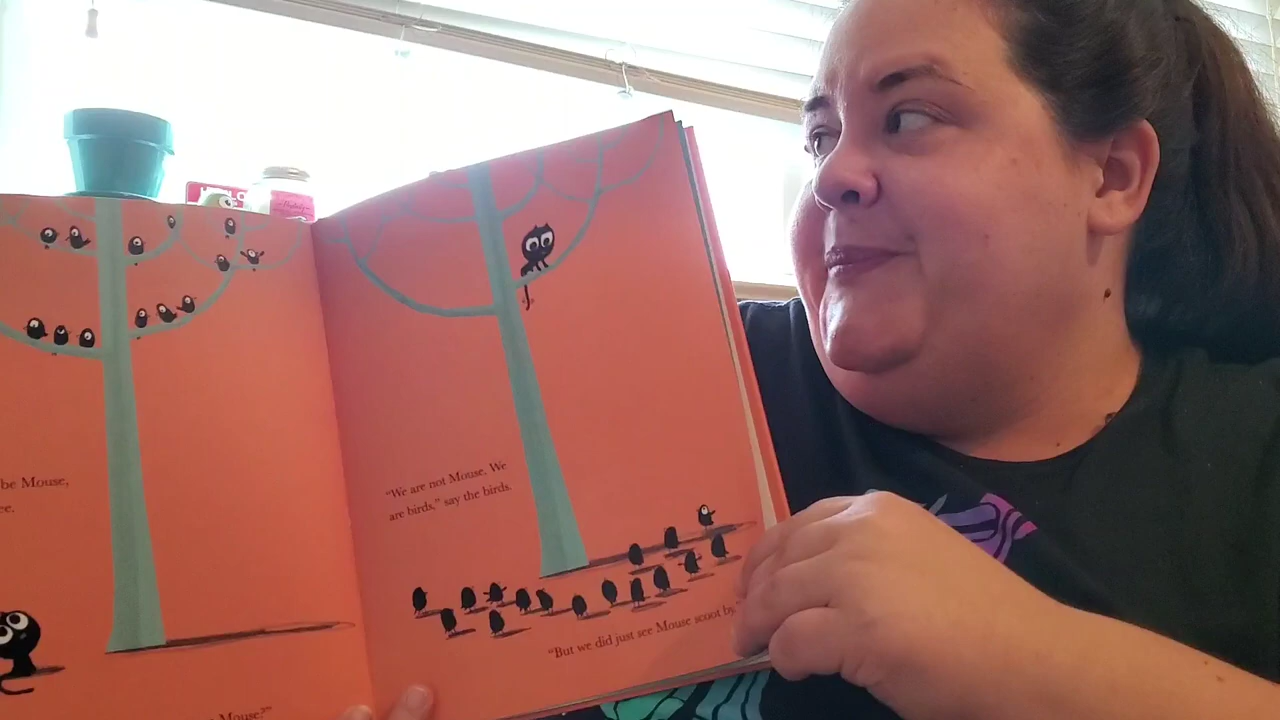 be Mouse,
ee.
Mouse?"
"We are not Mouse. We
are birds," say the birds.
"But we did just see Mouse scoot by."